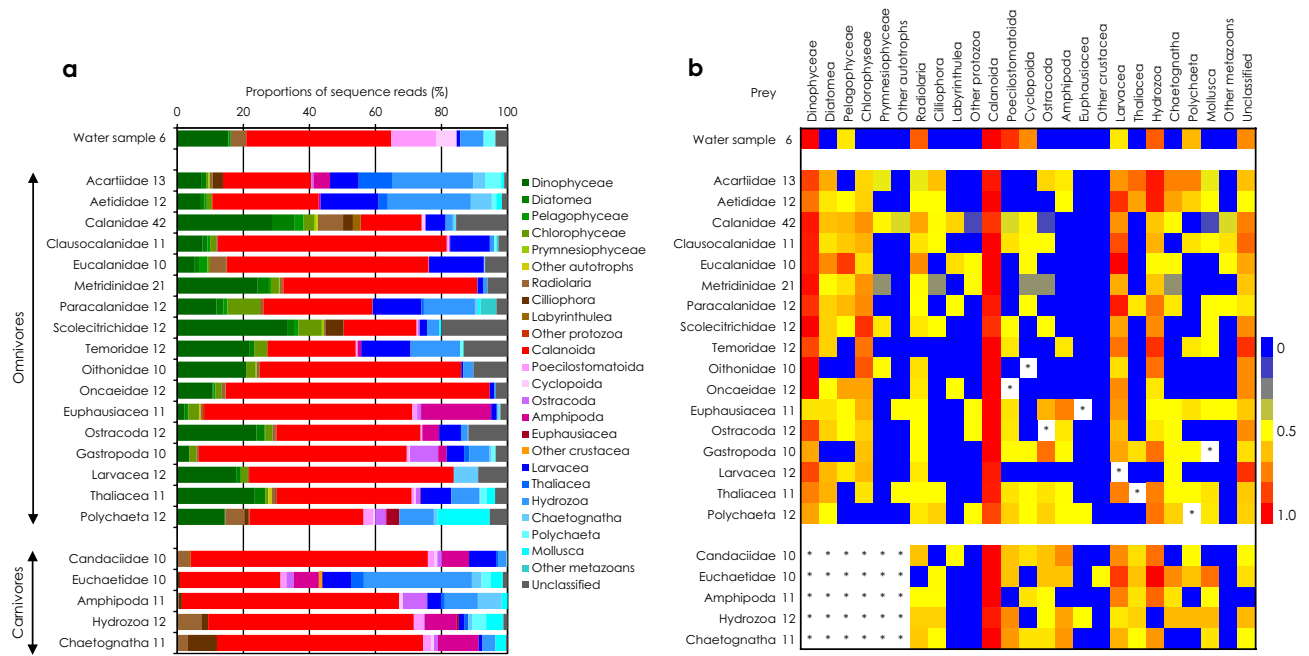 a
Proportions of sequence reads (%)
0 20 40 60 80 100
Water sample 6
Omnivores
Acartiidae 13
Aetididae 12
Calanidae 42
Clausocalanidae 11
Eucalanidae 10
Metridinidae 21
Paracalanidae 12
Scolecitrichidae 12
Temoridae 12
Oithonidae 10
Oncaeidae 12
Euphausiacea 11
Ostracoda 12
Gastropoda 10
Larvacea 12
Thaliacea 11
Polychaeta 12
Carnivores
Candaciidae 10
Euchaetidae 10
Amphipoda 11
Hydrozoa 12
Chaetognatha 11
Dinophyceae
Diatomea
Pelagophyceae
Chlorophyceae
Prymnesiophyceae
Other autotrophs
Radiolaria
Cilliophora
Labyrinthulea
Other protozoa
Calanoida
Poecilostomatoida
Cyclopoida
Ostracoda
Amphipoda
Euphausiacea
Other crustacea
Larvacea
Thaliacea
Hydrozoa
Chaetognatha
Polychaeta
Mollusca
Other metazoans
Unclassified
b
Prey
Dinophyceae
Diatomea
Pelagophyceae
Chlorophyseae
Prymnesiophyceae
Other autotrophs
Radiolaria
Cilliophora
Labyrinthulea
Other protozoa
Calanoida
Poecilostomatoida
Cyclopoida
Ostracoda
Amphipoda
Euphausiacea
Other crustacea
Larvacea
Thaliacea
Hydrozoa
Chaetognatha
Polychaeta
Mollusca
Other metazoans
Unclassified
Water sample 6
Acartiidae 13
Aetididae 12
Calanidae 42
Clausocalanidae 11
Eucalanidae 10
Metridinidae 21
Paracalanidae 12
Scolecitrichidae 12
Temoridae 12
Oithonidae 10 *
Oncaeidae 12 *
Euphausiacea 11 *
Ostracoda 12 *
Gastropoda 10 *
Larvacea 12 *
Thaliacea 11 *
Polychaeta 12 *
Candaciidae 10 * * * * * *
Euchaetidae 10 * * * * * *
Amphipoda 11 * * * * * *
Hydrozoa 12 * * * * * *
Chaetognatha 11 * * * * * *
0
0.5
1.0